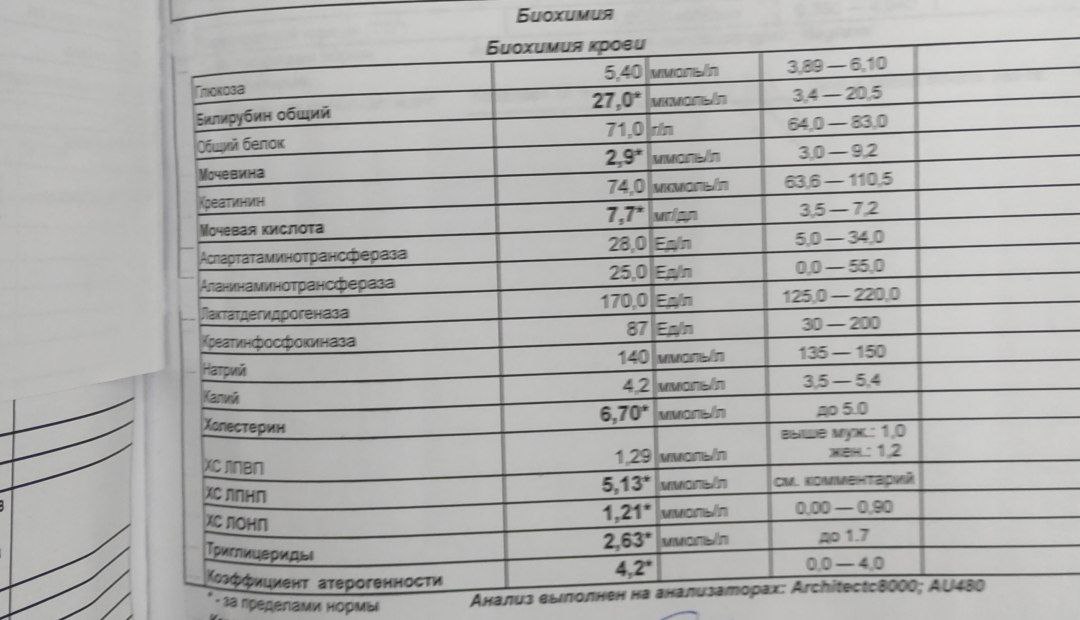 Биохимия
Биохимия крови
Глюкоза 5,40 ммоль/л 3,89 — 6,10
Билирубин общий 27,0* мкмоль/л 3,4 — 20,5
Общий белок 71,0 г/л 64,0 — 83,0
Мочевина 2,9* ммоль/л 3,0 — 9,2
Креатинин 74,0 мкмоль/л 63,6 — 110,5
Мочевая кислота 7,7* мг/дл 3,5 — 7,2
Аспартатаминотрансфераза 28,0 Ед/л 5,0 — 34,0
Аланинаминотрансфераза 25,0 Ед/л 0,0 — 55,0
Лактатдегидрогеназа 170,0 Ед/л 125,0 — 220,0
Креатинфосфокиназа 87 Ед/л 30 — 200
Натрий 140 ммоль/л 135 — 150
Калий 4,2 ммоль/л 3,5 — 5,4
Холестерин 6,70* ммоль/л до 5.0
ХС ЛПВП 1,29 ммоль/л выше муж.: 1,0
жен.: 1,2
ХС ЛПНП 5,13* ммоль/л см. комментарий
ХС ЛОНП 1,21* ммоль/л 0,00 — 0,90
Триглицериды 2,63* ммоль/л до 1.7
Коэффициент атерогенности 4,2* 0,0 — 4,0
* - за пределами нормы
Анализ выполнен на анализаторах: Architectc8000; AU480